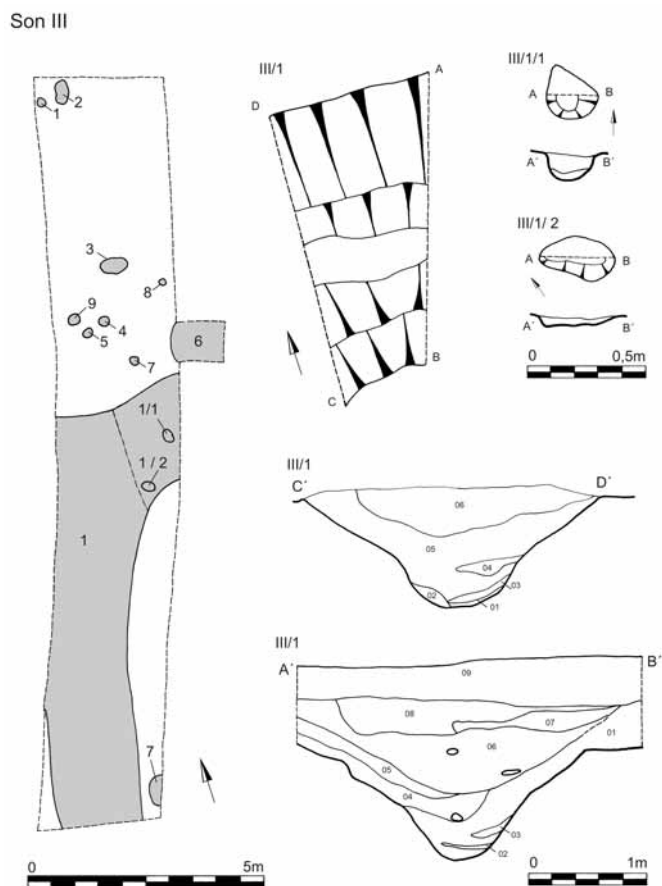 Son III
1
2
3
8
9
4
5
7
6
1/1
1 / 2
1
7
0
5m
III/1
A
D
B
C
III/1/1
A
B
A´
B´
III/1/ 2
A
B
A´
B´
0
0,5m
III/1
C´
D´
06
05
04
03
02
01
III/1
A´
B´
09
08
07
06
01
05
04
03
02
0
1m